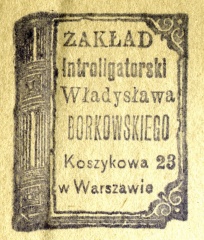 ZAKŁAD
Introligatorski
Władysława
BORKOWSKIEGO
Koszykowa 23
w Warszawie